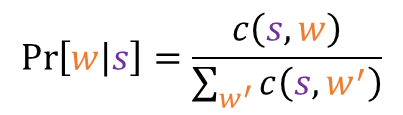 Pr[w|s] = c(s, w) / ∑w′ c(s, w′)